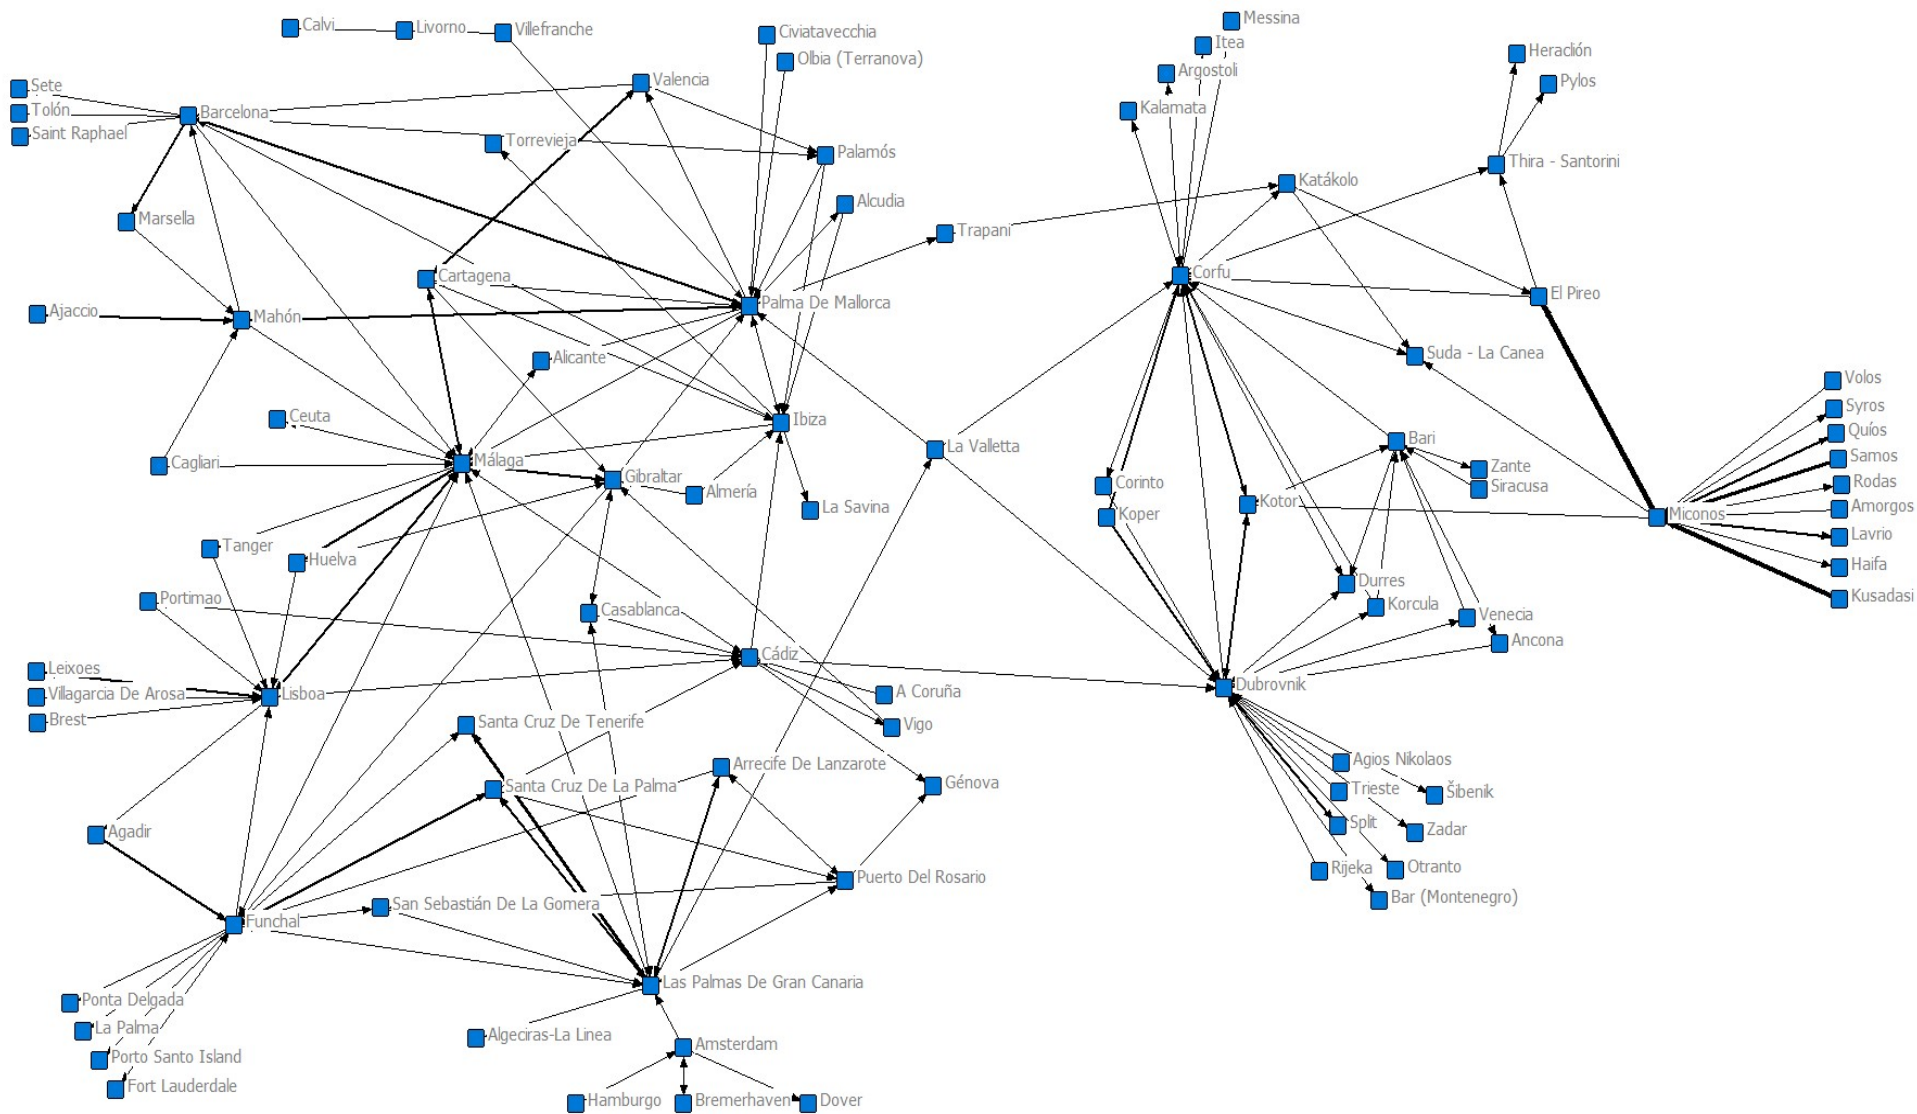 Calvi
Livorno
Villefranche
Civiatavecchia
Olbia (Terranova)
Messina
Itea
Argostoli
Kalamata
Heraclión
Pylos
Sete
Tolón
Saint Raphael
Barcelona
Valencia
Torrevieja
Palamós
Alcudia
Trapani
Katákolo
Thira - Santorini
Marsella
Cartagena
Palma De Mallorca
Corfu
El Pireo
Ajaccio
Mahón
Alicante
Suda - La Canea
Ceuta
Ibiza
La Valletta
Bari
Volos
Syros
Quíos
Samos
Rodas
Amorgos
Lavrio
Haifa
Kusadasi
Cagliari
Málaga
Gibraltar
Almería
La Savina
Corinto
Koper
Kotor
Zante
Siracusa
Miconos
Tanger
Huelva
Portimao
Casablanca
Durres
Korcula
Venecia
Ancona
Leixoes
Villagarcia De Arosa
Brest
Lisboa
Cádiz
Dubrovnik
A Coruña
Vigo
Santa Cruz De Tenerife
Santa Cruz De La Palma
Arrecife De Lanzarote
Génova
Agios Nikolaos
Trieste
Šibenik
Split
Zadar
Rijeka
Otranto
Bar (Montenegro)
Agadir
Puerto Del Rosario
San Sebastián De La Gomera
Funchal
Las Palmas De Gran Canaria
Ponta Delgada
La Palma
Porto Santo Island
Fort Lauderdale
Algeciras-La Linea
Amsterdam
Hamburgo
Bremerhaven
Dover